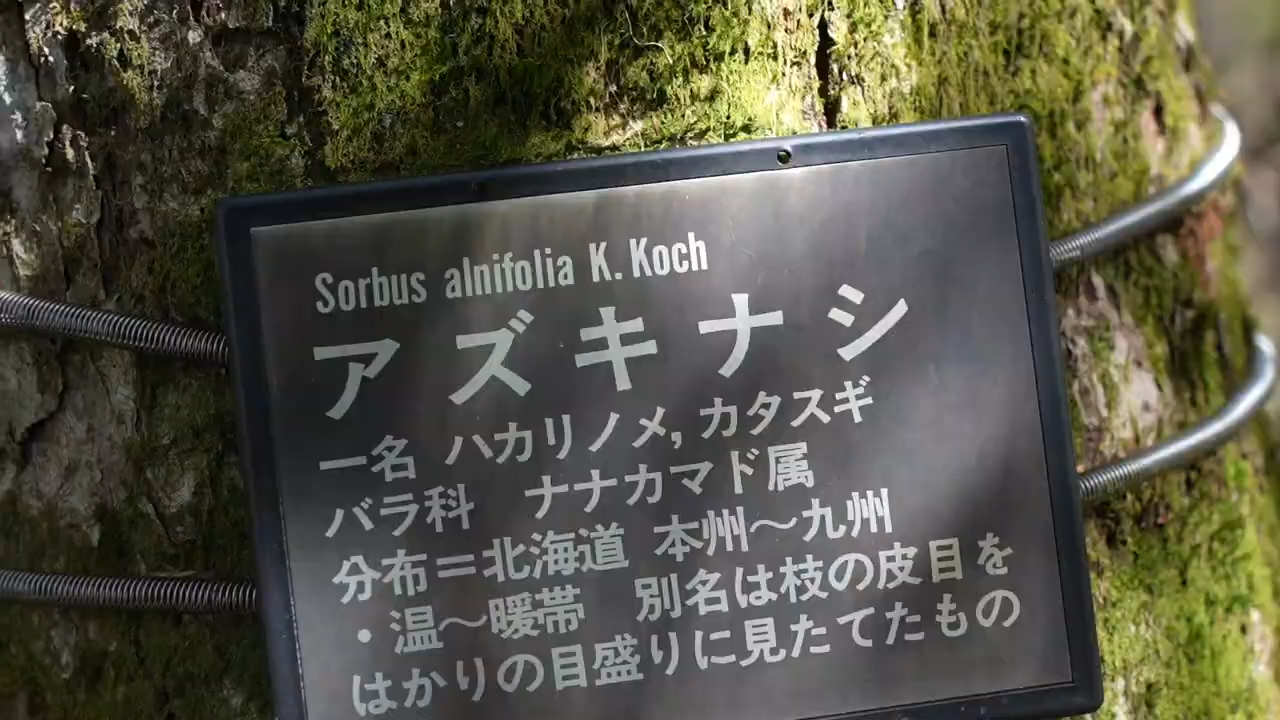 Sorbus alnifolia K. Koch
アズキナシ
一名 ハカリノメ, カタスギ
バラ科 ナナカマド属
分布=北海道 本州～九州
・温～暖帯 別名は枝の皮目を
はかりの目盛りに見たてたもの